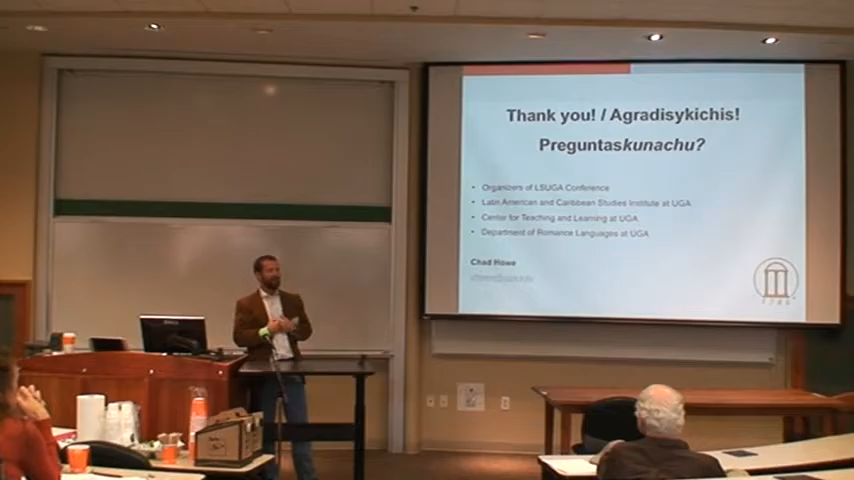 Thank you! / Agradisykichis!
Preguntaskunachu?
• Organizers of LSUGA Conference
• Latin American and Caribbean Studies Institute at UGA
• Center for Teaching and Learning at UGA
• Department of Romance Languages at UGA
Chad Howe
1785